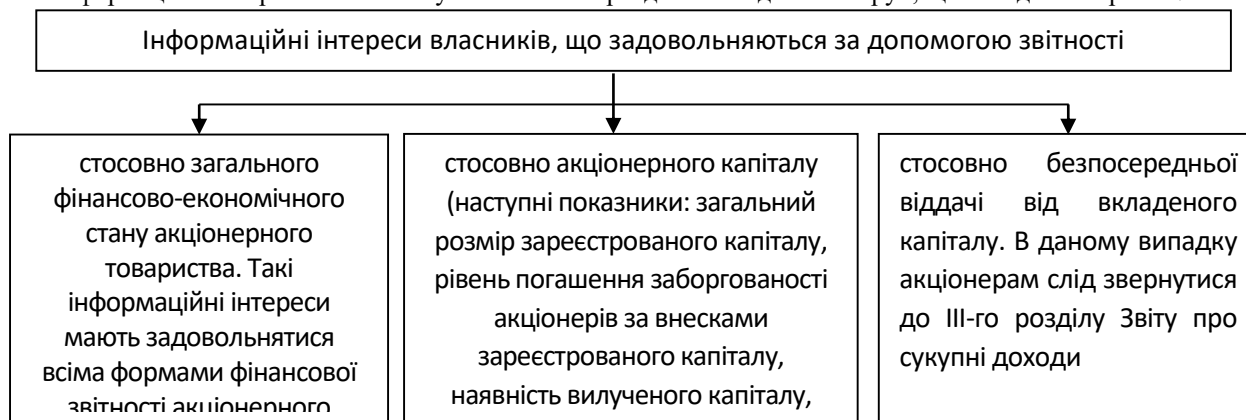 Інформаційні інтереси власників, що задовольняються за допомогою звітності
стосовно загального
фінансово-економічного
стану акціонерного
товариства. Такі
інформаційні інтереси
мають задовольнятися
всіма формами фінансової
звітності акціонерного
стосовно акціонерного капіталу
(наступні показники: загальний
розмір зареєстрованого капіталу,
рівень погашення заборгованості
акціонерів за внесками
зареєстрованого капіталу,
наявність вилученого капіталу,
стосовно безпосередньої
віддачі від вкладеного
капіталу. В даному випадку
акціонерам слід звернутися
до ІІІ-го розділу Звіту про
сукупні доходи